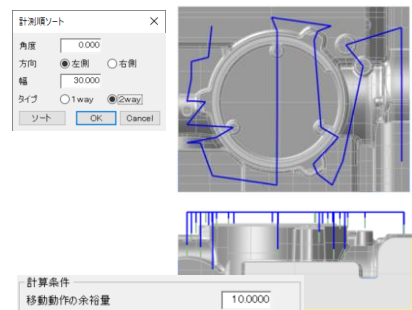 計測順ソート
角度 0.000
方向 左側 右側
幅 30.000
タイプ 1way 2way
ソート OK Cancel
計算条件
移動動作の余裕量 10.0000